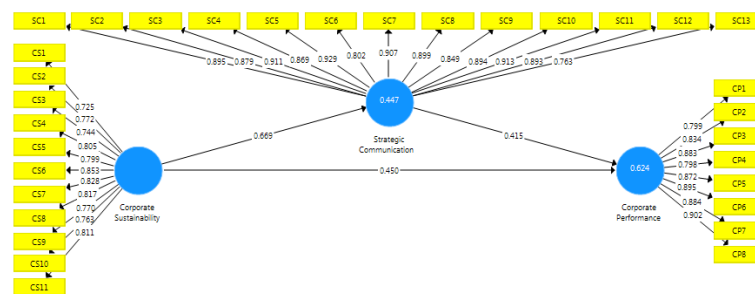 SC1 SC2 SC3 SC4 SC5 SC6 SC7 SC8 SC9 SC10 SC11 SC12 SC13
0.895 0.879 0.911 0.869 0.929 0.802 0.907 0.899 0.849 0.894 0.913 0.893 0.763
CS1
CS2
CS3
CS4
CS5
CS6
CS7
CS8
CS9
CS10
CS11
0.725
0.772
0.744
0.805
0.799
0.853
0.828
0.817
0.770
0.763
0.811
Corporate
Sustainability
0.669
0.447
Strategic
Communication
0.415
0.450
0.624
Corporate
Performance
0.799
0.834
0.883
0.798
0.872
0.895
0.884
0.902
CP1
CP2
CP3
CP4
CP5
CP6
CP7
CP8